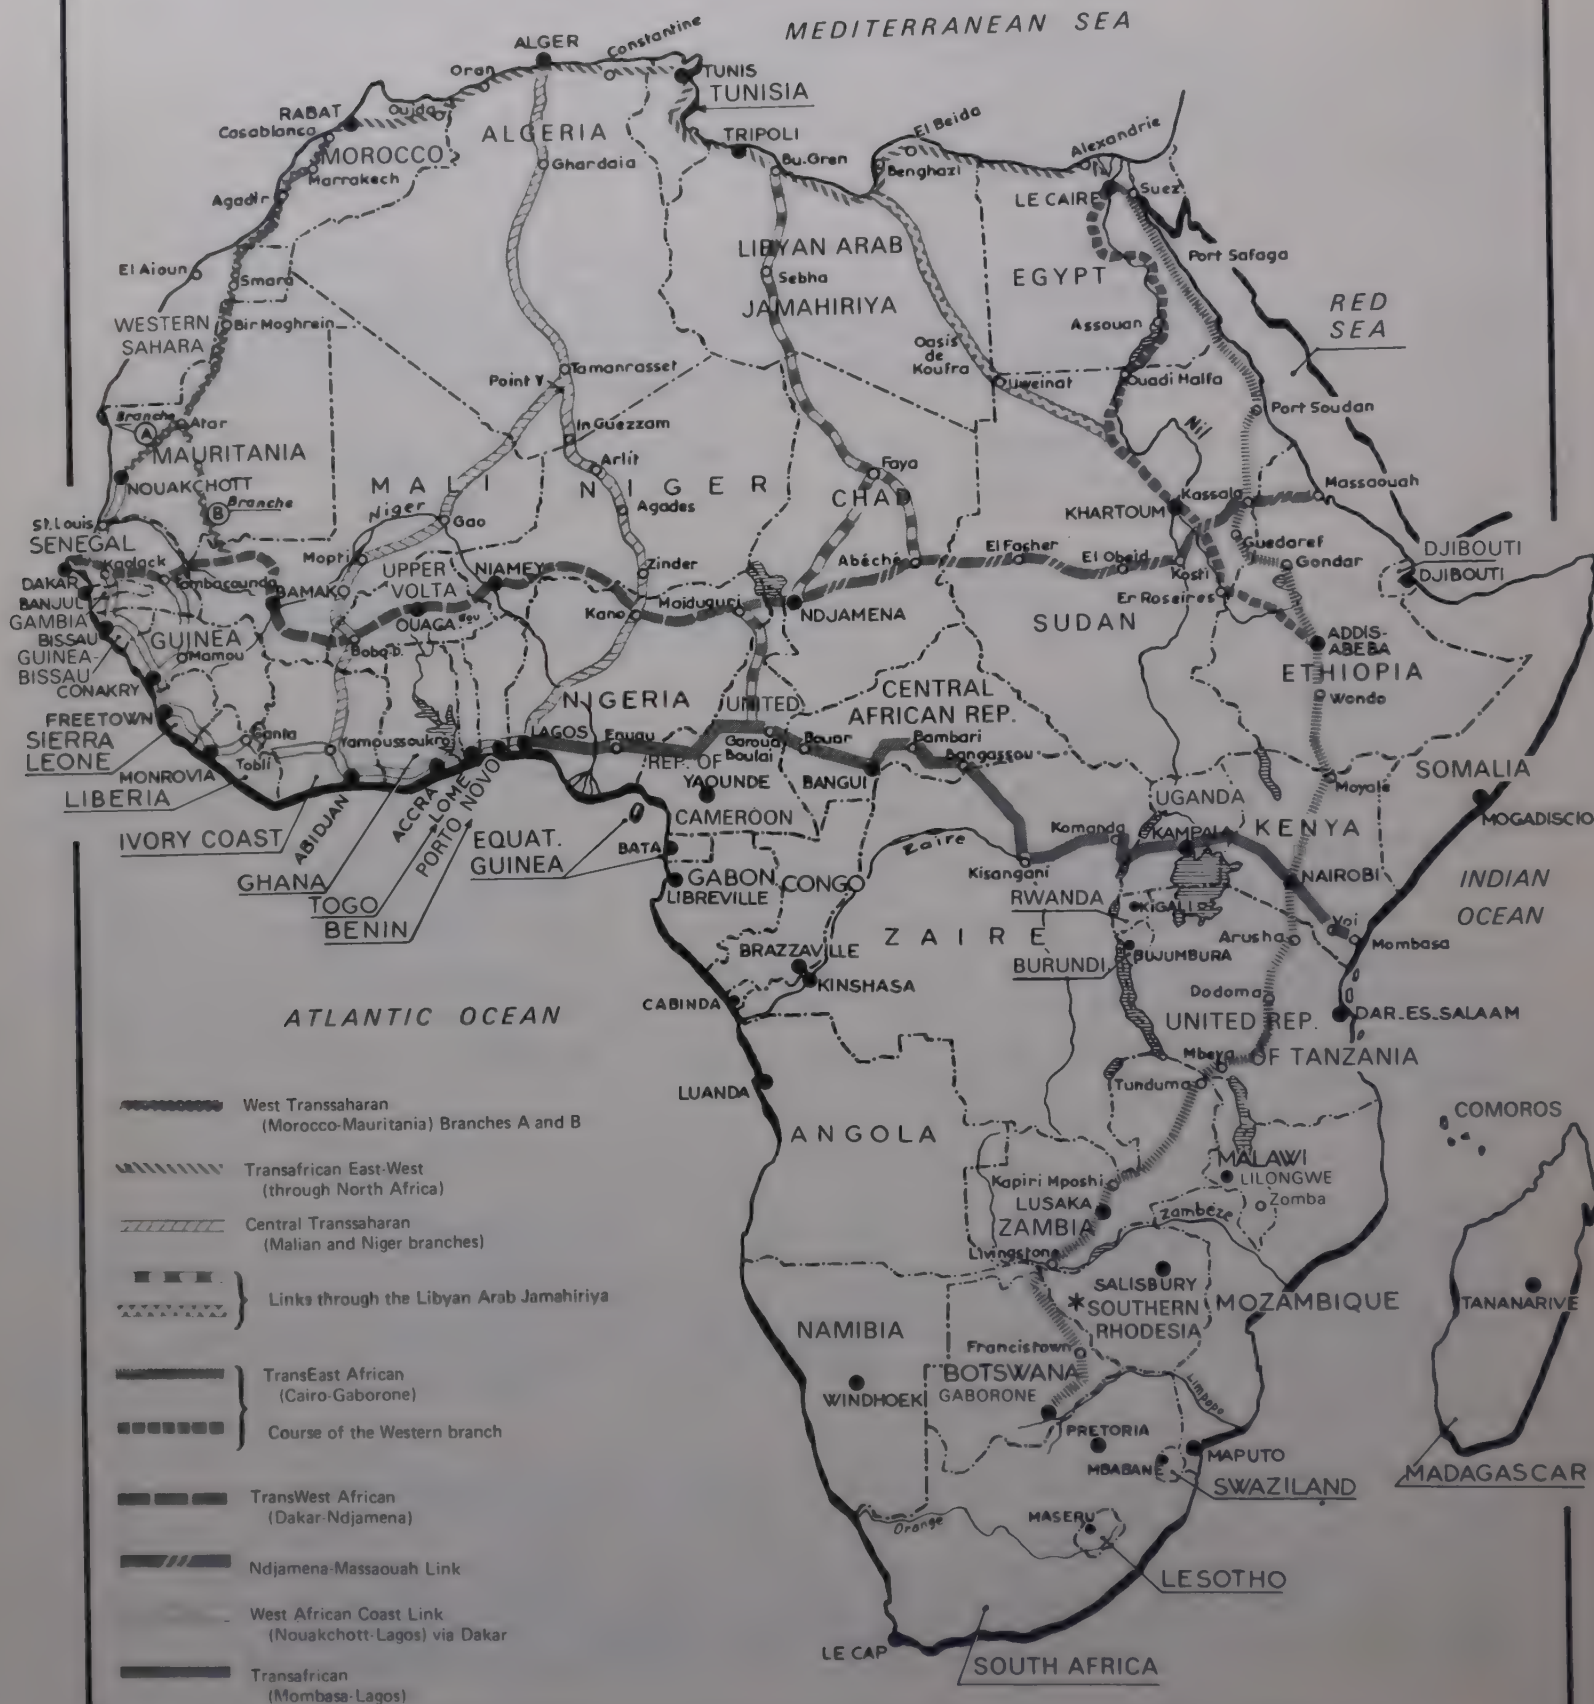 MEDITERRANEAN SEA
ALGER
Constantine
Oran
TUNIS
TUNISIA
RABAT
Oujda
Casablanca
ALGERIA
TRIPOLI
El Beida
Alexandrie
MOROCCO
Ghardaia
Bu.Gren
Benghazi
Marrakech
LE CAIRE
Suez
Agadir
LIBYAN ARAB
JAMAHIRIYA
El Aioun
Smara
Sebha
EGYPT
Port Safaga
RED
SEA
WESTERN
SAHARA
Bir Moghrein
Assouan
Oasis
de
Koufra
Tamanrasset
Point Y
Uweinat
Ouadi Halfa
Port Soudan
Branche
A
Atar
In Guezzam
Nil
MAURITANIA
Arlit
Faya
NOUAKCHOTT
MALI
NIGER
CHAD
Kassala
Massaouah
Branche
B
Niger
Gao
Agades
KHARTOUM
St.Louis
SENEGAL
Mopti
Guedaref
DJIBOUTI
Kaolack
Tambacounda
UPPER
VOLTA
NIAMEY
Zinder
Abéché
El Fasher
El Obeid
Kosti
Gondar
DJIBOUTI
DAKAR
BANJUL
GAMBIA
BAMAKO
OUAGA dou
Kano
Maiduguri
NDJAMENA
Er Roseires
SUDAN
BISSAU
GUINEA-
BISSAU
GUINEA
Mamou
Bobo-D.
ADDIS-
ABEBA
ETHIOPIA
CONAKRY
NIGERIA
UNITED
CENTRAL
AFRICAN REP.
Wondo
FREETOWN
SIERRA
LEONE
Ganta
Tobli
Yamoussoukro
LAGOS
Enugu
REP. OF
Garoua
Boulai
Bouar
Bambari
Bangassou
MONROVIA
LIBERIA
YAOUNDE
BANGUI
SOMALIA
Moyale
IVORY COAST
ABIDJAN
ACCRA
LOME
PORTO NOVO
EQUAT.
GUINEA
CAMEROON
UGANDA
KENYA
MOGADISCIO
BATA
Zaire
Komanda
KAMPALA
GHANA
GABON
LIBREVILLE
CONGO
Kisangani
NAIROBI
INDIAN
OCEAN
TOGO
BENIN
RWANDA
KIGALI
ZAIRE
Voi
Mombasa
Arusha
BRAZZAVILLE
BURUNDI
BUJUMBURA
KINSHASA
CABINDA
Dodoma
ATLANTIC OCEAN
UNITED REP.
OF TANZANIA
DAR-ES-SALAAM
Mbeya
Tunduma
LUANDA
COMOROS
ANGOLA
MALAWI
LILONGWE
Zomba
Kapiri Mposhi
LUSAKA
ZAMBIA
Zambeze
Livingstone
SALISBURY
* SOUTHERN
RHODESIA
MOZAMBIQUE
TANANARIVE
NAMIBIA
Francistown
BOTSWANA
GABORONE
WINDHOEK
Limpopo
PRETORIA
MBABANE
MAPUTO
SWAZILAND
MADAGASCAR
Orange
MASERU
LESOTHO
LE CAP
SOUTH AFRICA
West Transsaharan
(Morocco-Mauritania) Branches A and B
Transafrican East-West
(through North Africa)
Central Transsaharan
(Malian and Niger branches)
Links through the Libyan Arab Jamahiriya
TransEast African
(Cairo-Gaborone)
Course of the Western branch
TransWest African
(Dakar-Ndjamena)
Ndjamena-Massaouah Link
West African Coast Link
(Nouakchott-Lagos) via Dakar
Transafrican
(Mombasa-Lagos)